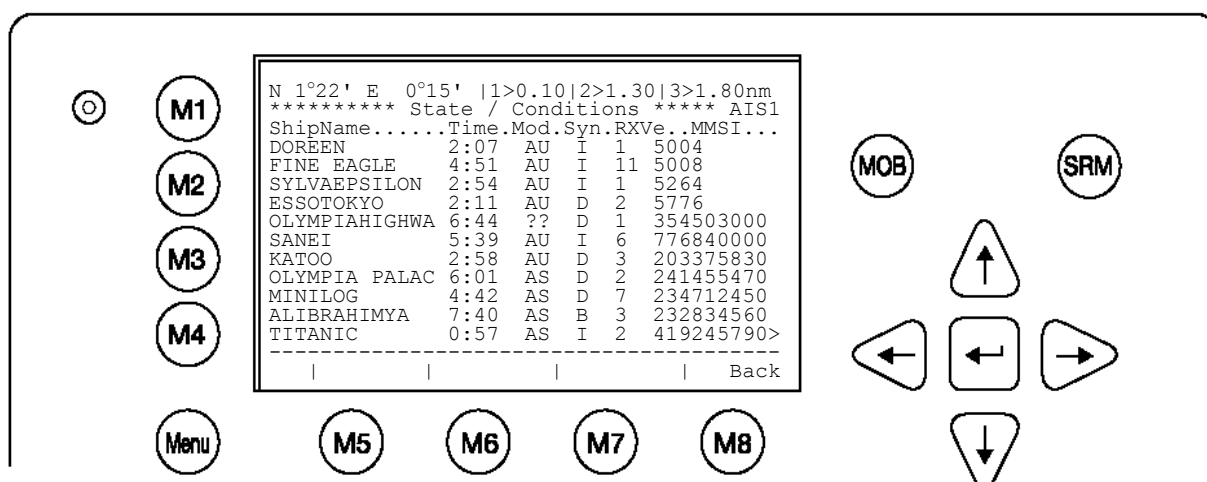 N 1°22' E 0°15' |1>0.10|2>1.30|3>1.80nm
********** State / Conditions ***** AIS1
ShipName......Time.Mod.Syn.RXVe..MMSI...
DOREEN 2:07 AU I 1 5004
FINE EAGLE 4:51 AU I 11 5008
SYLVAEPSILON 2:54 AU I 1 5264
ESSOTOKYO 2:11 AU D 2 5776
OLYMPIAHIGHWA 6:44 ?? D 1 354503000
SANEI 5:39 AU I 6 776840000
KATOO 2:58 AU D 3 203375830
OLYMPIA PALAC 6:01 AS D 2 241455470
MINILOG 4:42 AS D 7 234712450
ALIBRAHIMYA 7:40 AS B 3 232834560
TITANIC 0:57 AS I 2 419245790>
----------------------------------------
| | | | Back
M1
M2
M3
M4
MOB
SRM
Menu
M5
M6
M7
M8